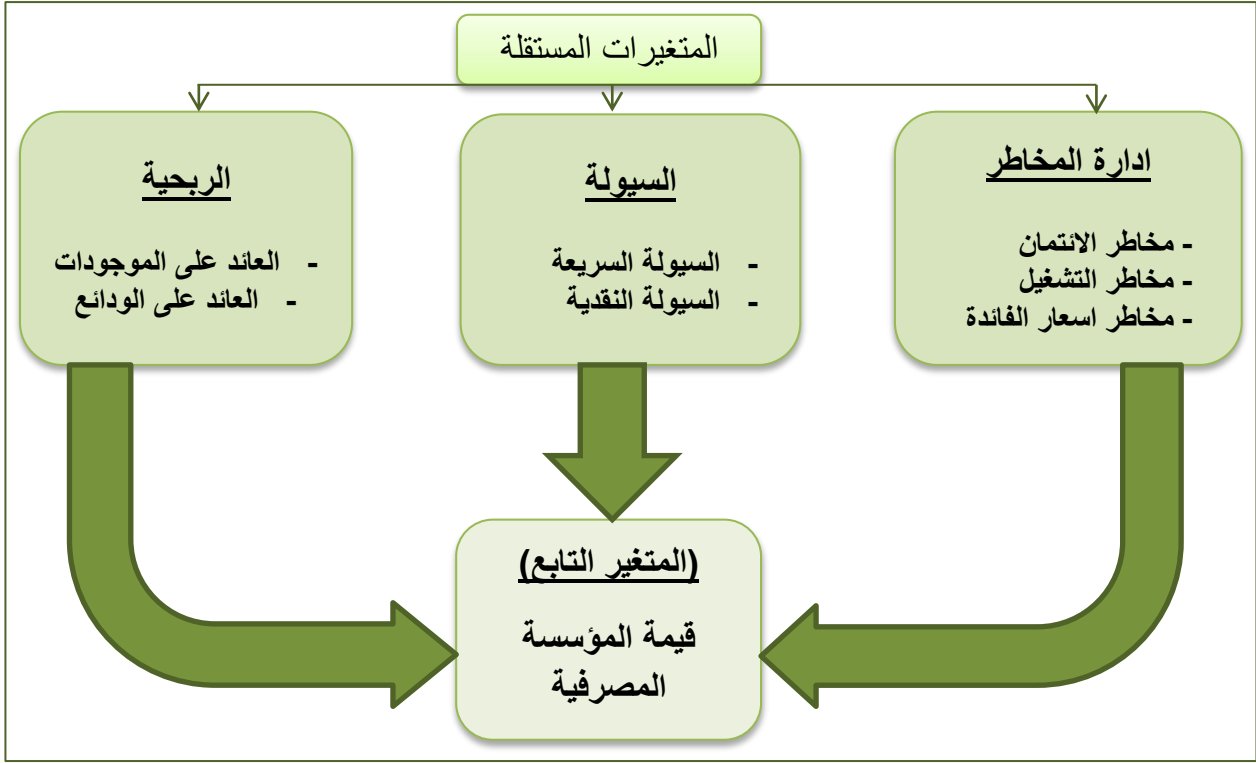 المتغيرات المستقلة
ادارة المخاطر
- مخاطر الائتمان
- مخاطر التشغيل
- مخاطر اسعار الفائدة
السيولة
- السيولة السريعة
- السيولة النقدية
الربحية
- العائد على الموجودات
- العائد على الودائع
(المتغير التابع)
قيمة المؤسسة
المصرفية